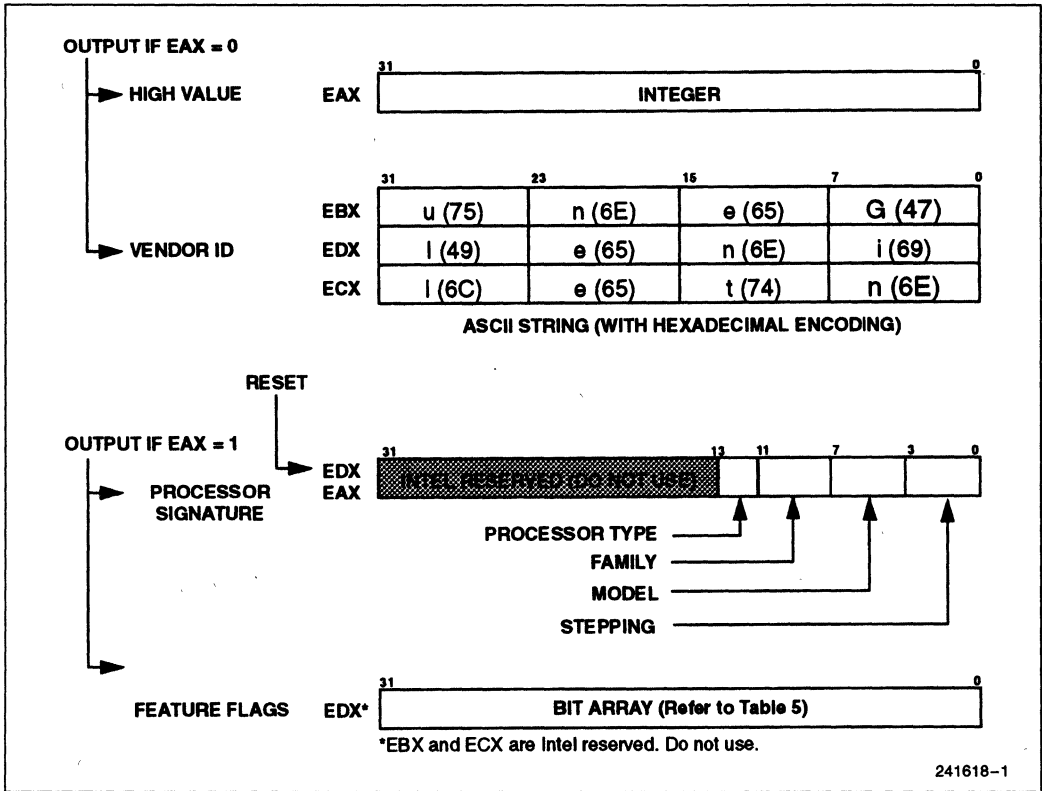 OUTPUT IF EAX = 0
31 0
HIGH VALUE EAX INTEGER
31 23 15 7 0
EBX u (75) n (6E) e (65) G (47)
VENDOR ID EDX I (49) e (65) n (6E) i (69)
ECX l (6C) e (65) t (74) n (6E)
ASCII STRING (WITH HEXADECIMAL ENCODING)
RESET
OUTPUT IF EAX = 1
31 13 11 7 3 0
EDX INTEL RESERVED (DO NOT USE)
PROCESSOR EAX
SIGNATURE
PROCESSOR TYPE
FAMILY
MODEL
STEPPING
31 0
FEATURE FLAGS EDX* BIT ARRAY (Refer to Table 5)
*EBX and ECX are Intel reserved. Do not use.
241618–1